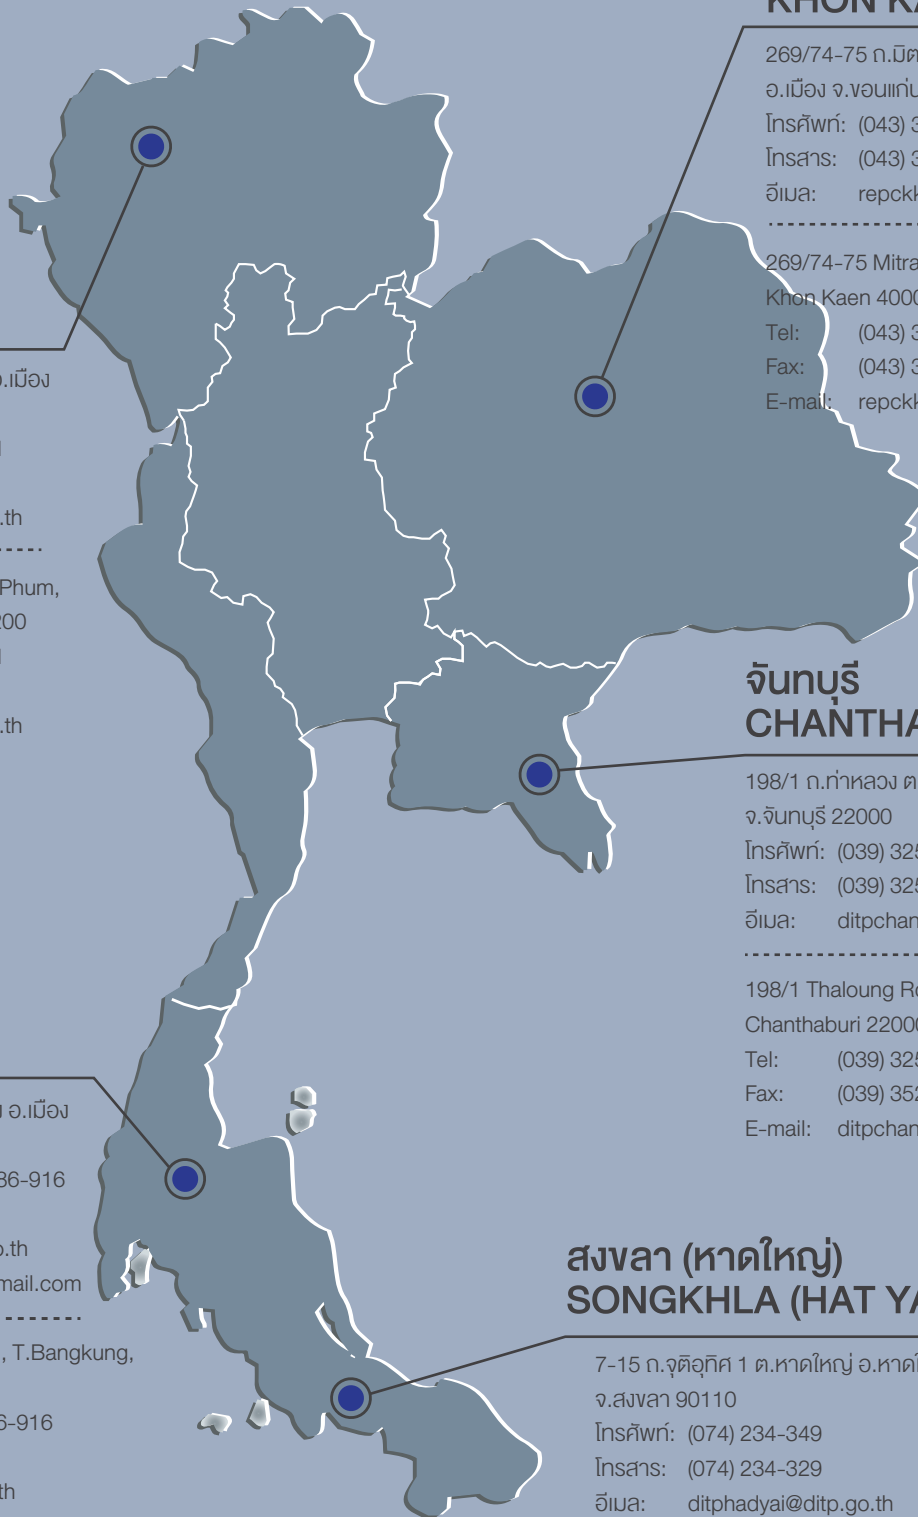 KHON KA
269/74-75 ถ.มิต
อ.เมือง จ.ขอนแก่น
โทรศัพท์: (043) 3
โทรสาร: (043) 3
อีเมล: repckk
269/74-75 Mitra
Khon Kaen 4000
Tel: (043) 3
Fax: (043) 3
E-mail: repckk
อ.เมือง
.th
Phum,
200
.th
จันทบุรี
CHANTHA
198/1 ถ.ท่าหลวง ต
จ.จันทบุรี 22000
โทรศัพท์: (039) 325
โทรสาร: (039) 325
อีเมล: ditpchan
198/1 Thaloung Ro
Chanthaburi 22000
Tel: (039) 325
Fax: (039) 352
E-mail: ditpchan
อ.เมือง
86-916
o.th
mail.com
, T.Bangkung,
6-916
th
สงขลา (หาดใหญ่)
SONGKHLA (HAT YA
7-15 ถ.จุติอุทิศ 1 ต.หาดใหญ่ อ.หาดใ
จ.สงขลา 90110
โทรศัพท์: (074) 234-349
โทรสาร: (074) 234-329
อีเมล: ditphadyai@ditp.go.th